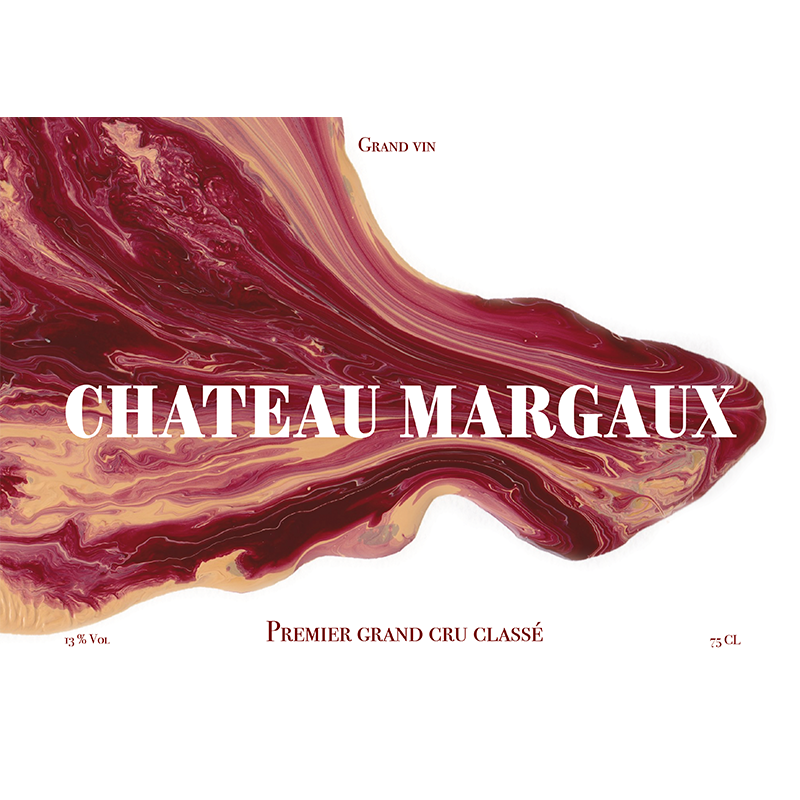 Grand vin
CHATEAU MARGAUX
Premier grand cru classé
13 % Vol
75 CL